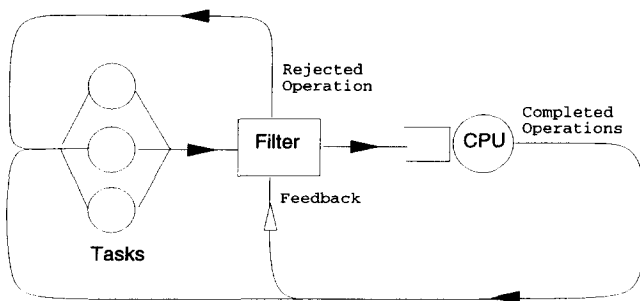 Rejected
Operation
Completed
Operations
Filter
CPU
Feedback
Tasks